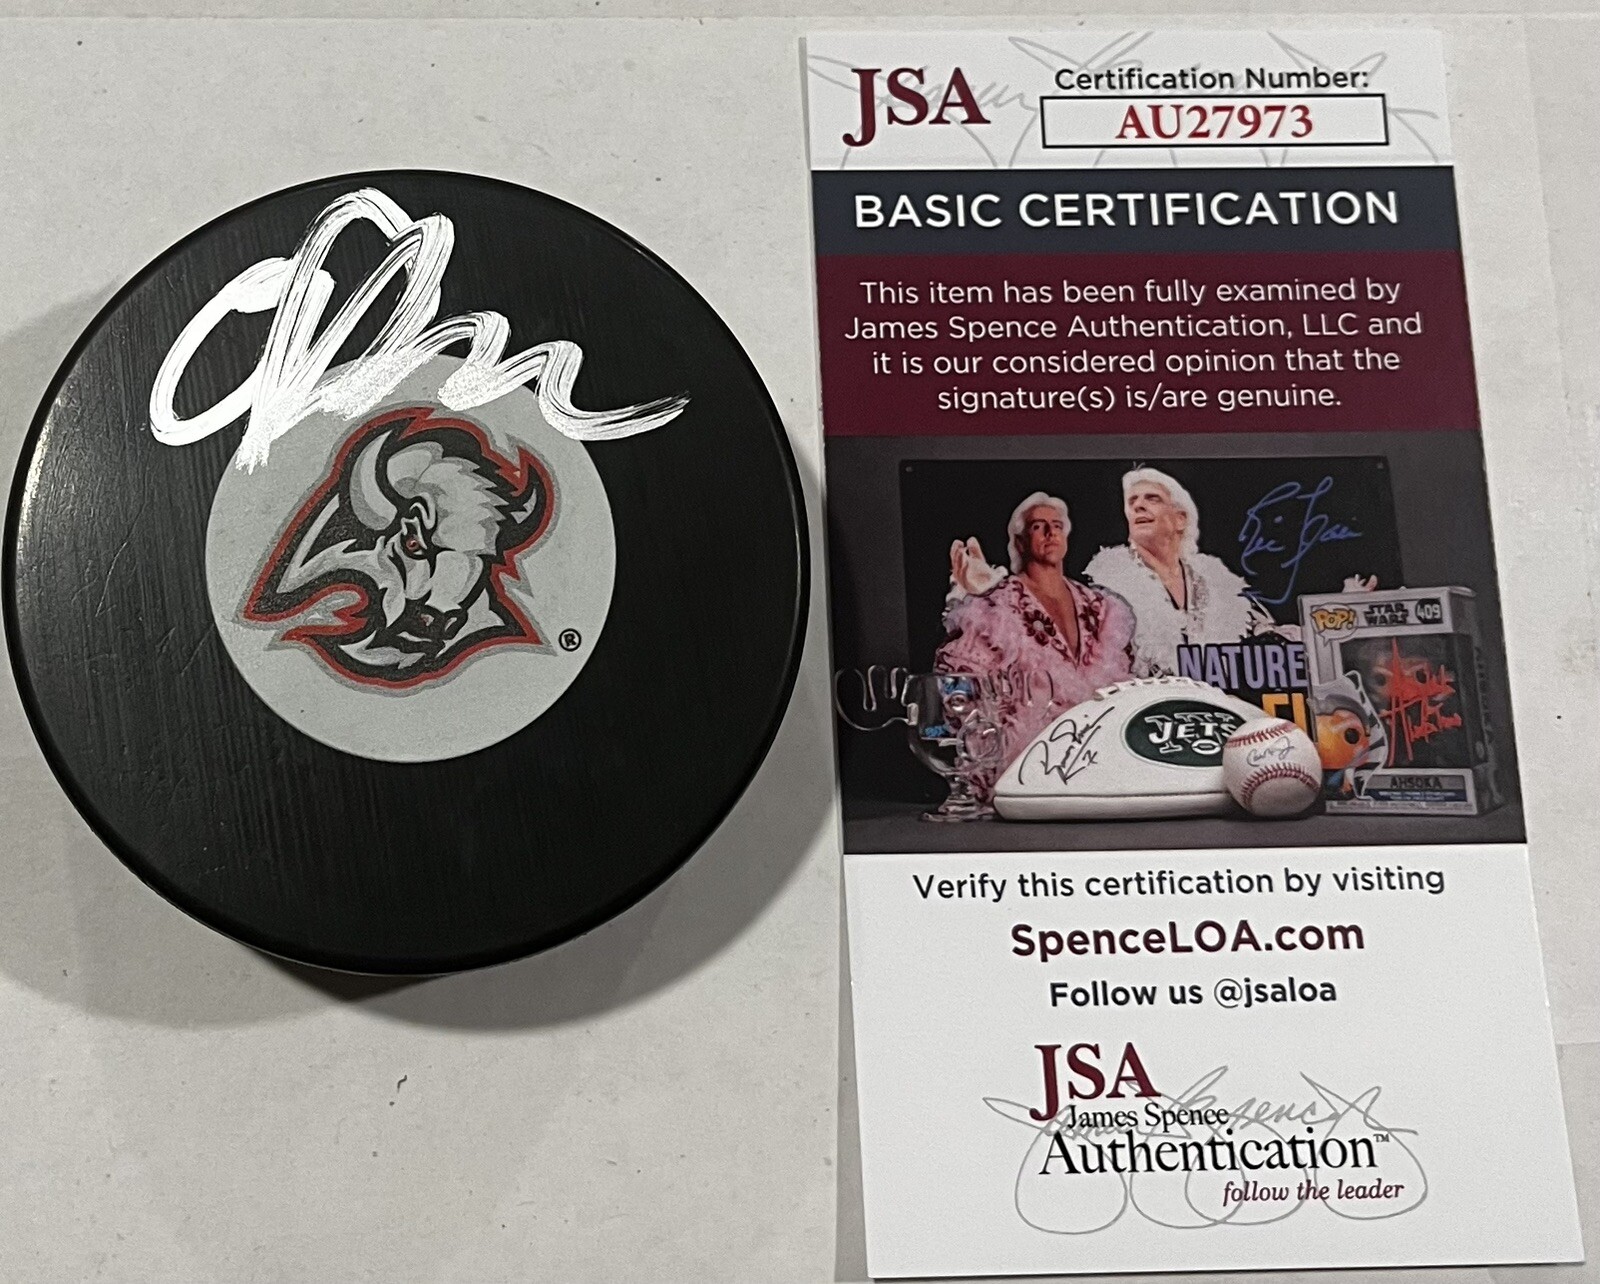 JSA
Certification Number:
AU27973
BASIC CERTIFICATION
This item has been fully examined by
James Spence Authentication, LLC and
it is our considered opinion that the
signature(s) is/are genuine.
POP!
STAR
WARS
409
NATURE
JETS
AHSOKA
®
Verify this certification by visiting
SpenceLOA.com
Follow us @jsaloa
JSA
James Spence
Authentication™
follow the leader